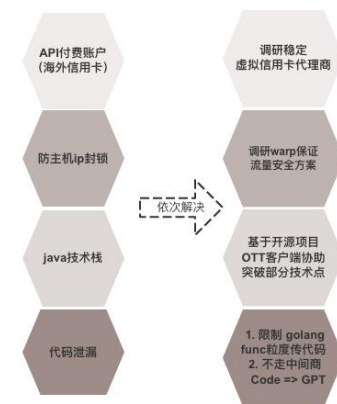 API付费账户
（海外信用卡）
防主机ip封锁
java技术栈
代码泄漏
依次解决
调研稳定
虚拟信用卡代理商
调研warp保证
流量安全方案
基于开源项目
OTT客户端协助
突破部分技术点
1. 限制 golang
func粒度传代码
2. 不走中间商
Code => GPT